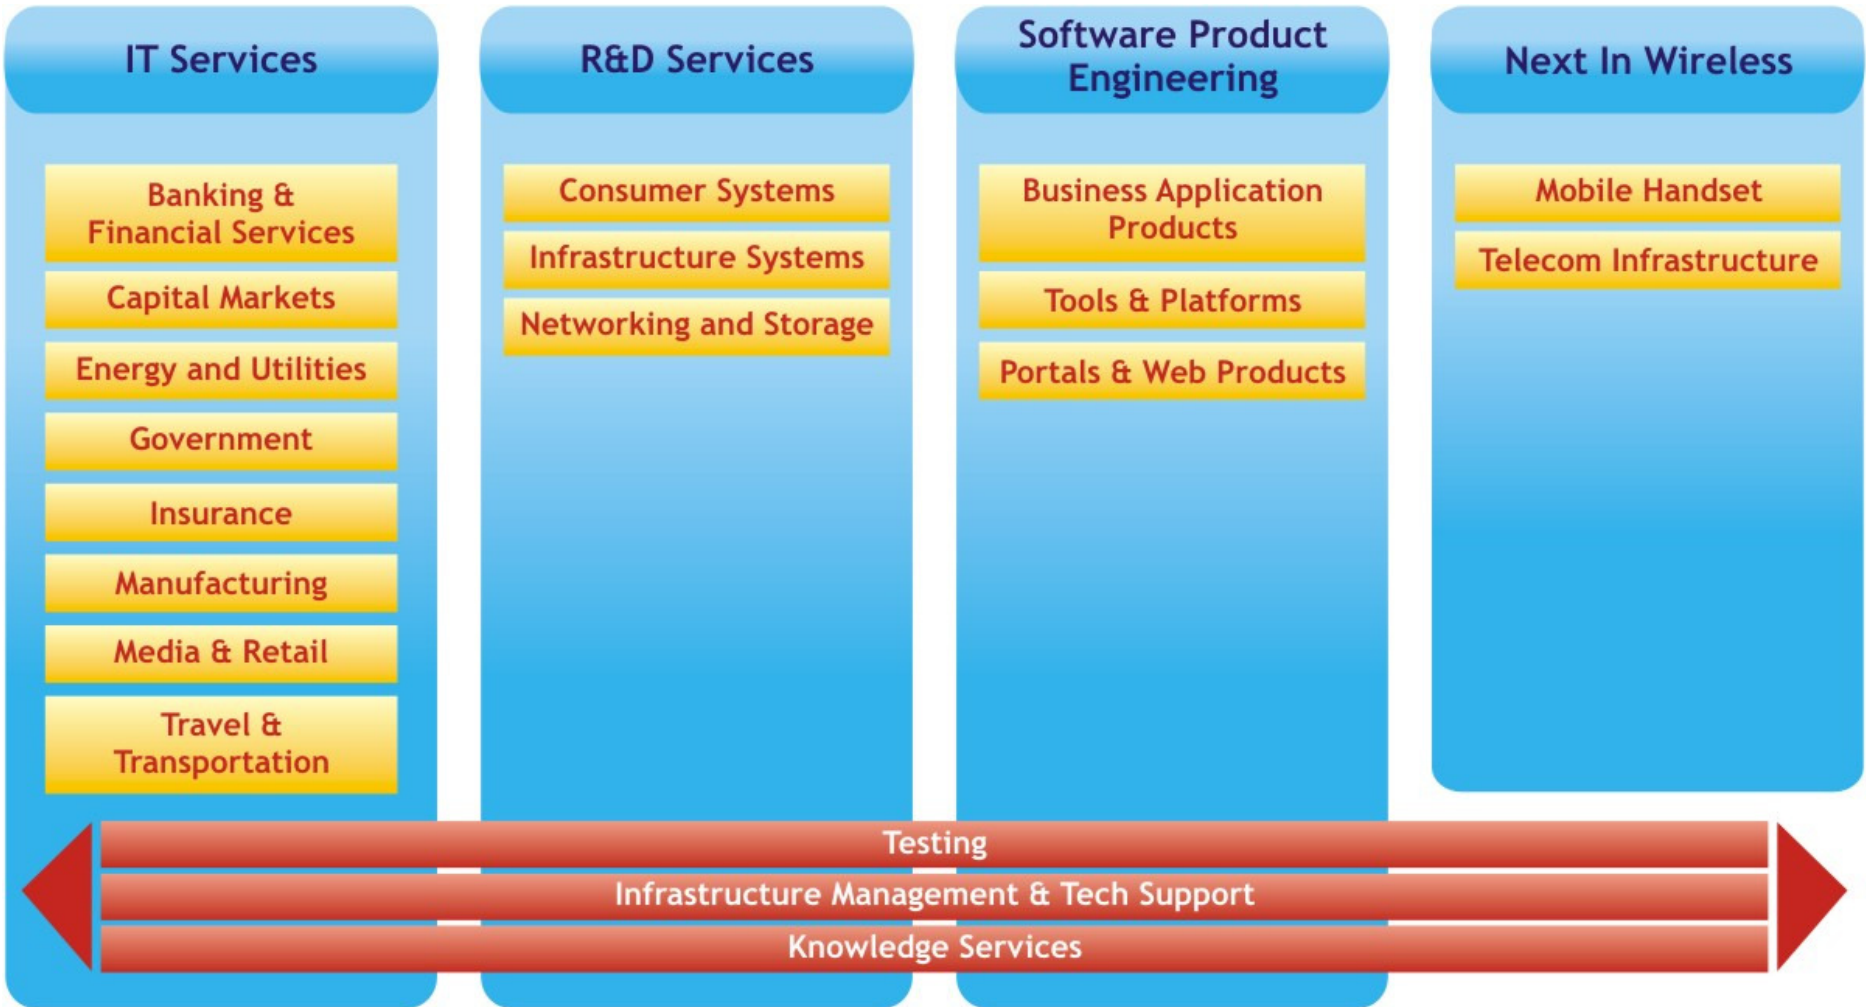 IT Services
Banking &
Financial Services
Capital Markets
Energy and Utilities
Government
Insurance
Manufacturing
Media & Retail
Travel &
Transportation
R&D Services
Consumer Systems
Infrastructure Systems
Networking and Storage
Software Product
Engineering
Business Application
Products
Tools & Platforms
Portals & Web Products
Next In Wireless
Mobile Handset
Telecom Infrastructure
Testing
Infrastructure Management & Tech Support
Knowledge Services